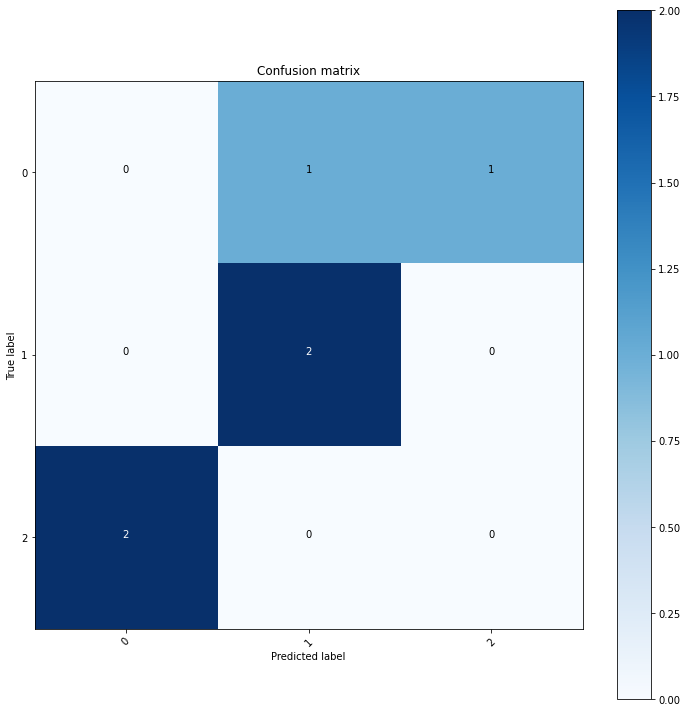 Confusion matrix
0
1
2
True label
0 1 1
0 2 0
2 0 0
0 1 2
Predicted label
2.00
1.75
1.50
1.25
1.00
0.75
0.50
0.25
0.00